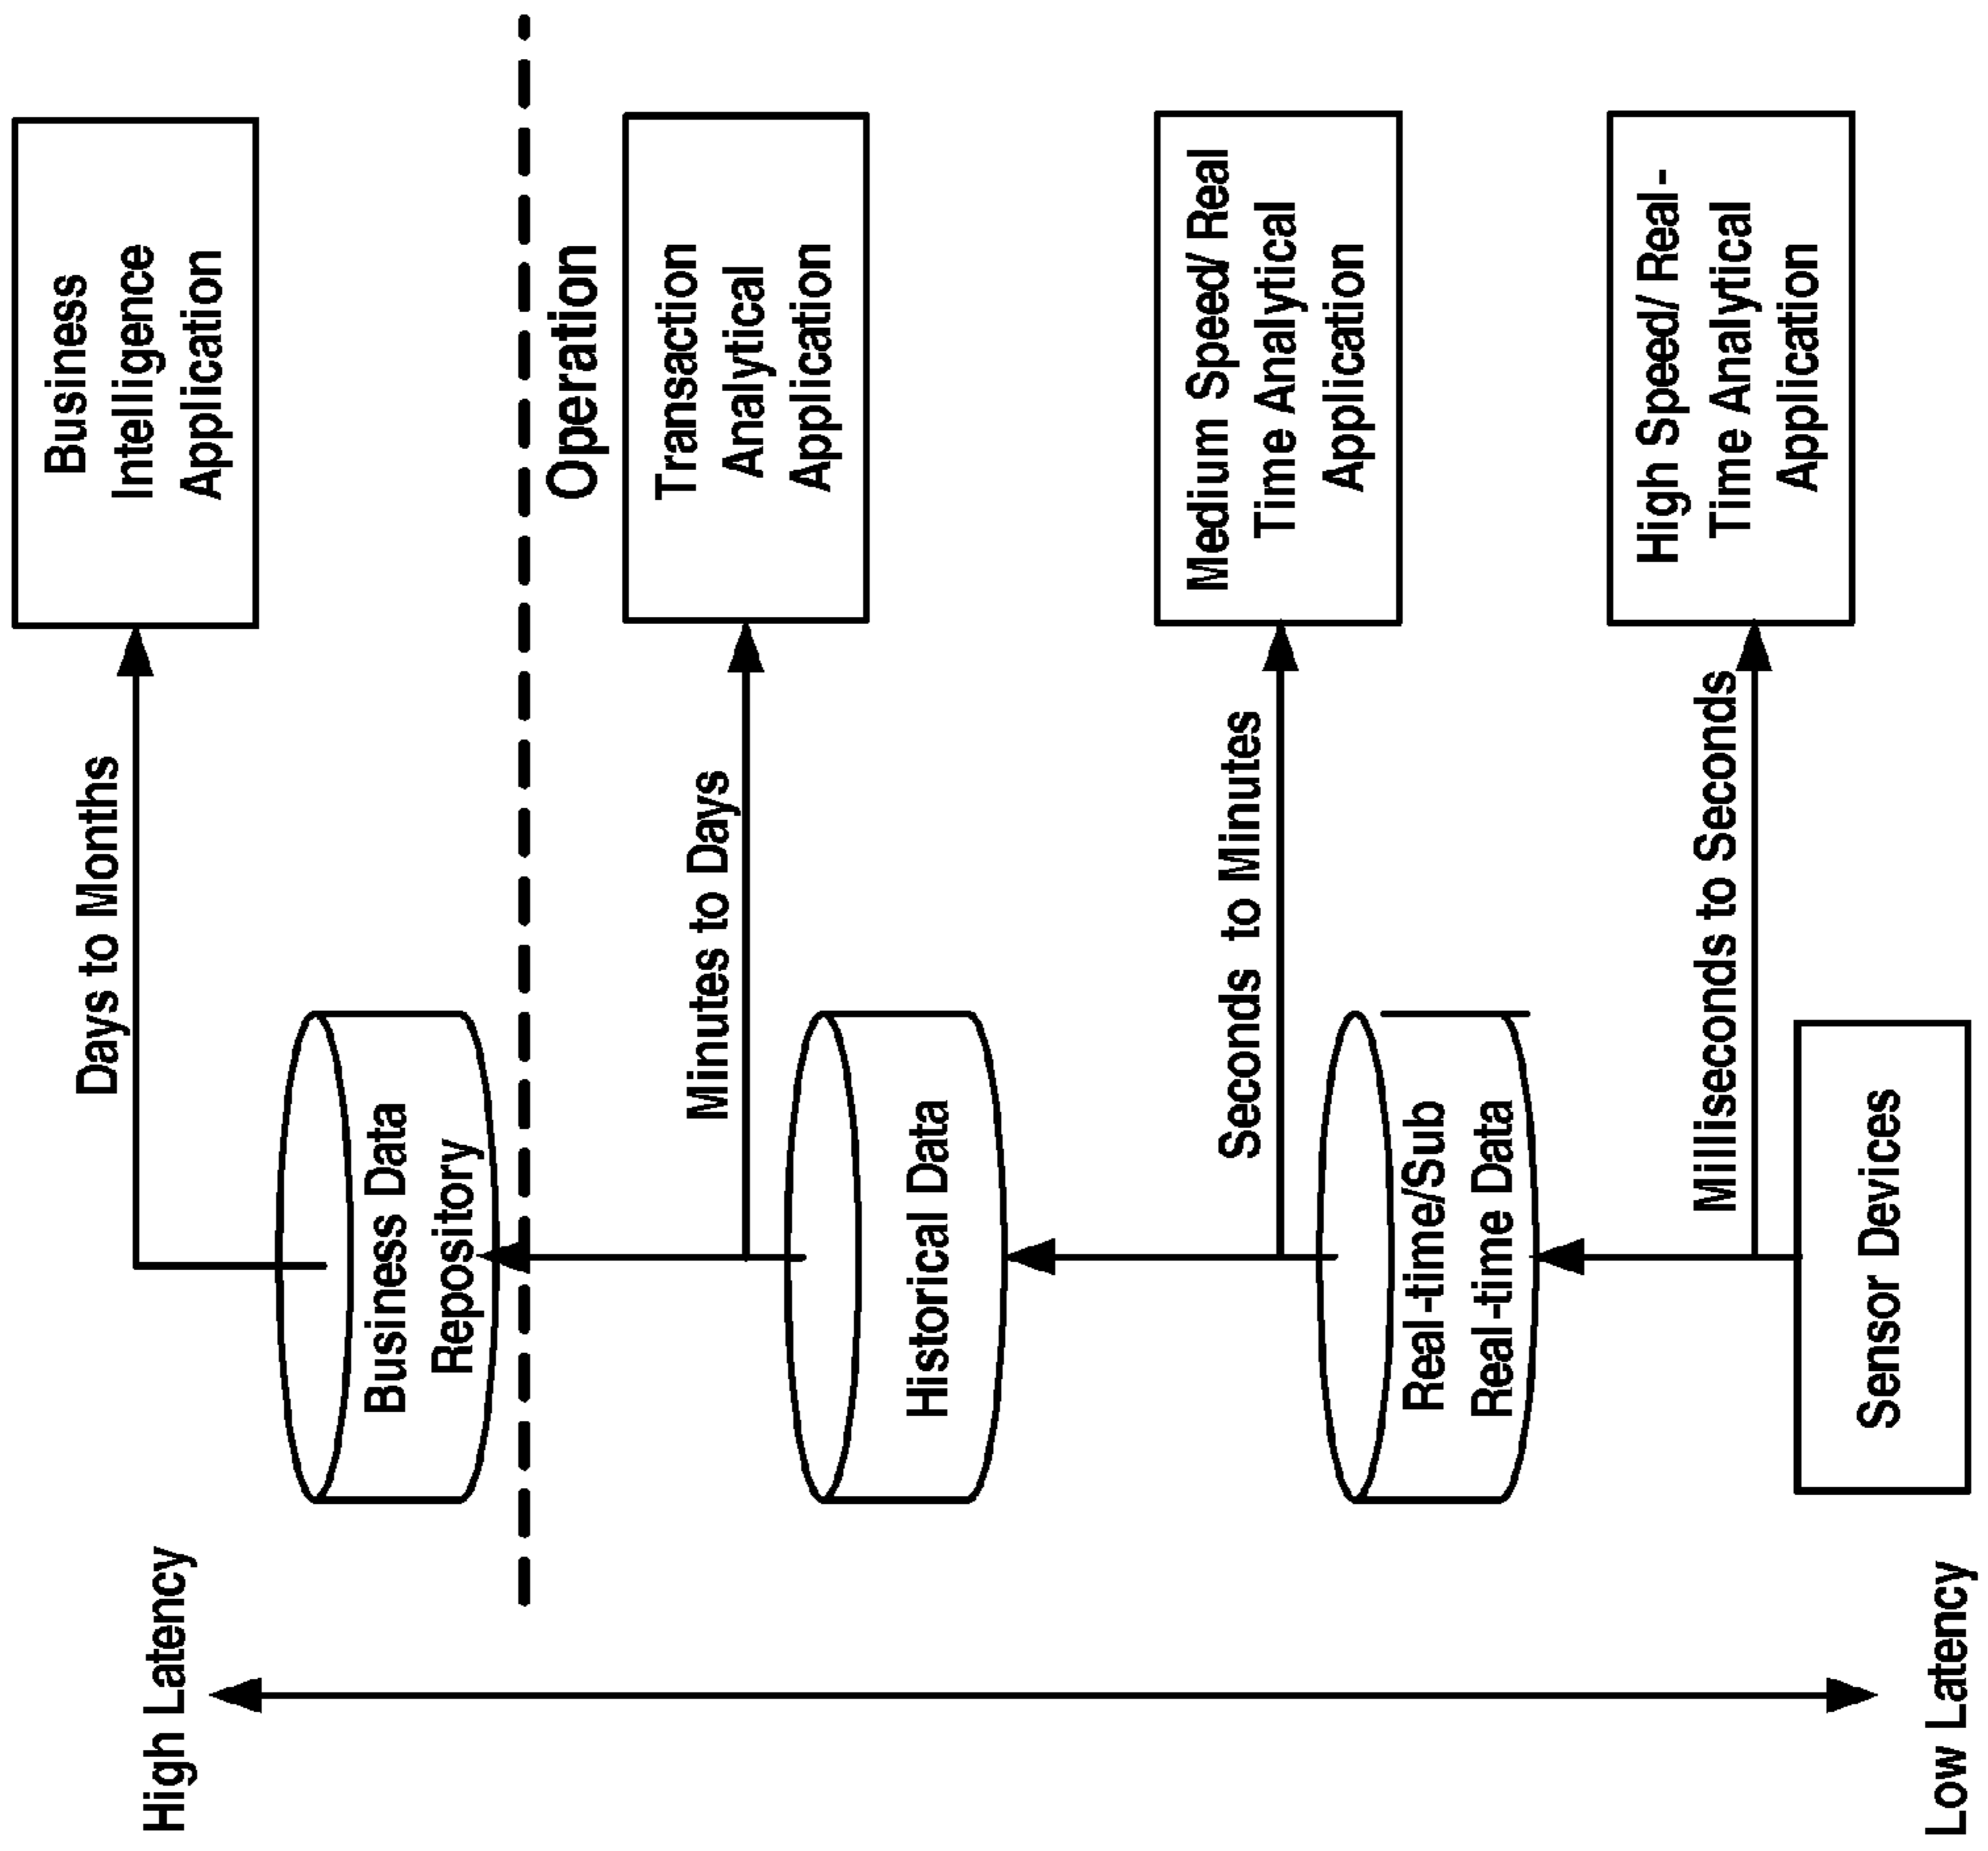 High Latency
Days to Months
Business
Intelligence
Application
Business Data
Repository
Operation
Minutes to Days
Transaction
Analytical
Application
Historical Data
Seconds to Minutes
Medium Speed/ Real
Time Analytical
Application
Real-time/Sub
Real-time Data
Milliseconds to Seconds
High Speed/ Real-
Time Analytical
Application
Sensor Devices
Low Latency